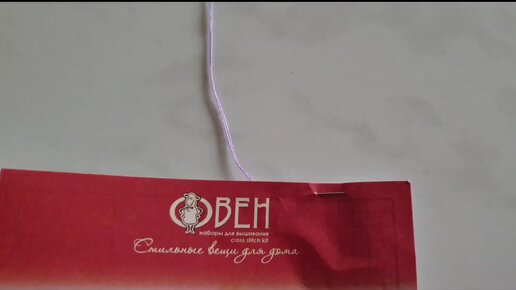 ОВЕН
наборы для вышивания
cross stitch kit
Стильные вещи для дома